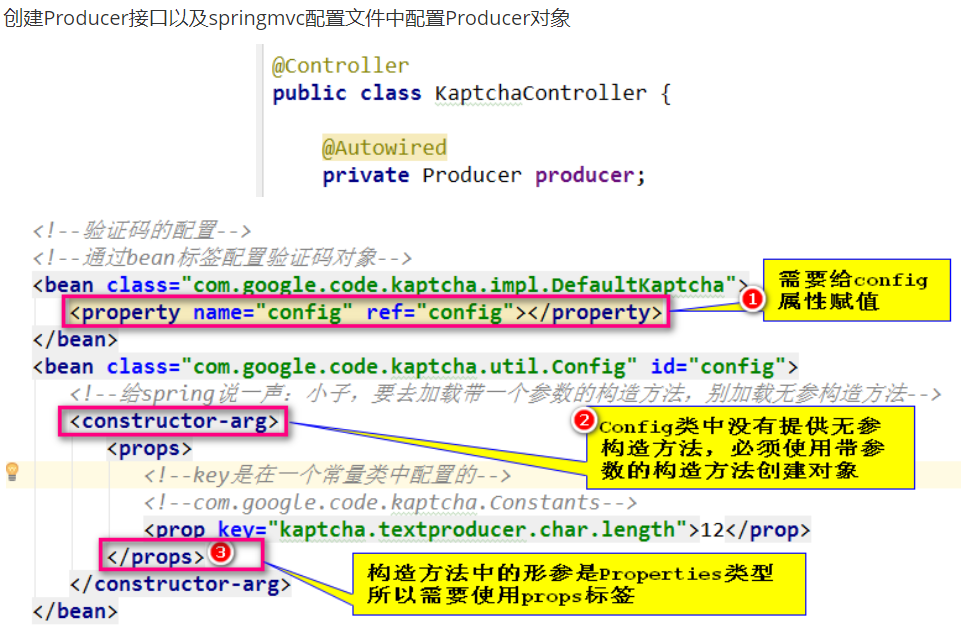 创建Producer接口以及springmvc配置文件中配置Producer对象
@Controller
public class KaptchaController {
@Autowired
private Producer producer;
<!--验证码的配置-->
<!--通过bean标签配置验证码对象-->
<bean class="com.google.code.kaptcha.impl.DefaultKaptcha">
<property name="config" ref="config"></property>
1
需要给config
属性赋值
</bean>
<bean class="com.google.code.kaptcha.util.Config" id="config">
<!--给spring说一声：小子，要去加载带一个参数的构造方法，别加载无参构造方法-->
<constructor-arg>
2
Config类中没有提供无参
构造方法，必须使用带参
数的构造方法创建对象
<props>
<!--key是在一个常量类中配置的-->
<!--com.google.code.kaptcha.Constants-->
<prop key="kaptcha.textproducer.char.length">12</prop>
</props>
3
构造方法中的形参是Properties类型
所以需要使用props标签
</constructor-arg>
</bean>